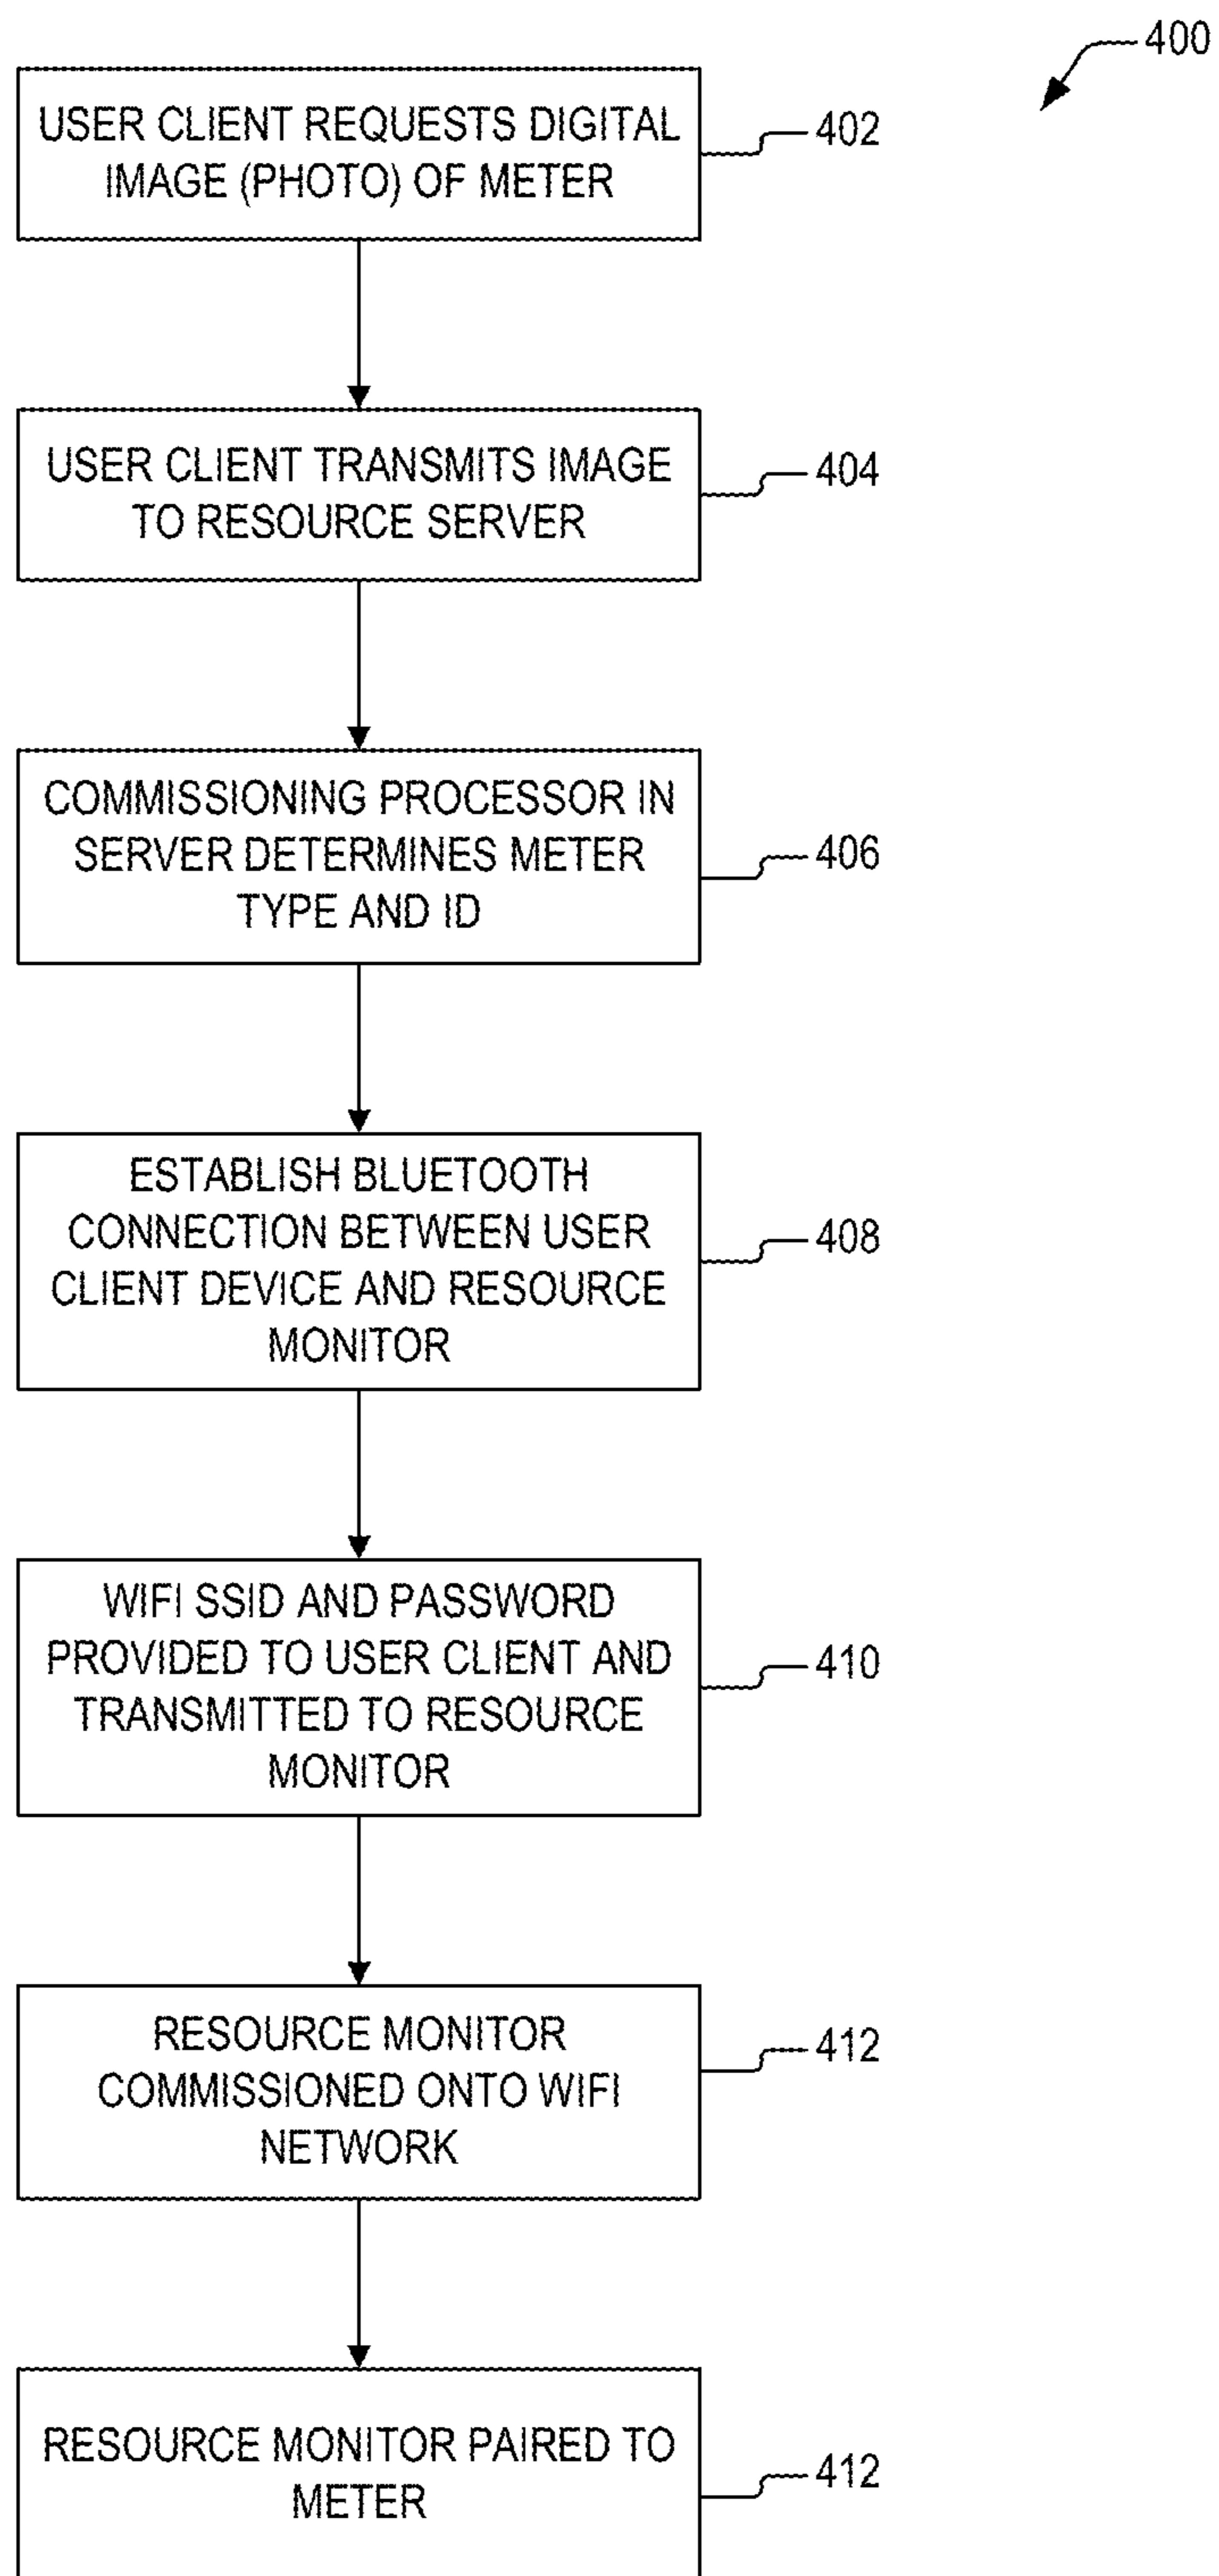 400
USER CLIENT REQUESTS DIGITAL
IMAGE (PHOTO) OF METER
402
USER CLIENT TRANSMITS IMAGE
TO RESOURCE SERVER
404
COMMISSIONING PROCESSOR IN
SERVER DETERMINES METER
TYPE AND ID
406
ESTABLISH BLUETOOTH
CONNECTION BETWEEN USER
CLIENT DEVICE AND RESOURCE
MONITOR
408
WIFI SSID AND PASSWORD
PROVIDED TO USER CLIENT AND
TRANSMITTED TO RESOURCE
MONITOR
410
RESOURCE MONITOR
COMMISSIONED ONTO WIFI
NETWORK
412
RESOURCE MONITOR PAIRED TO
METER
412